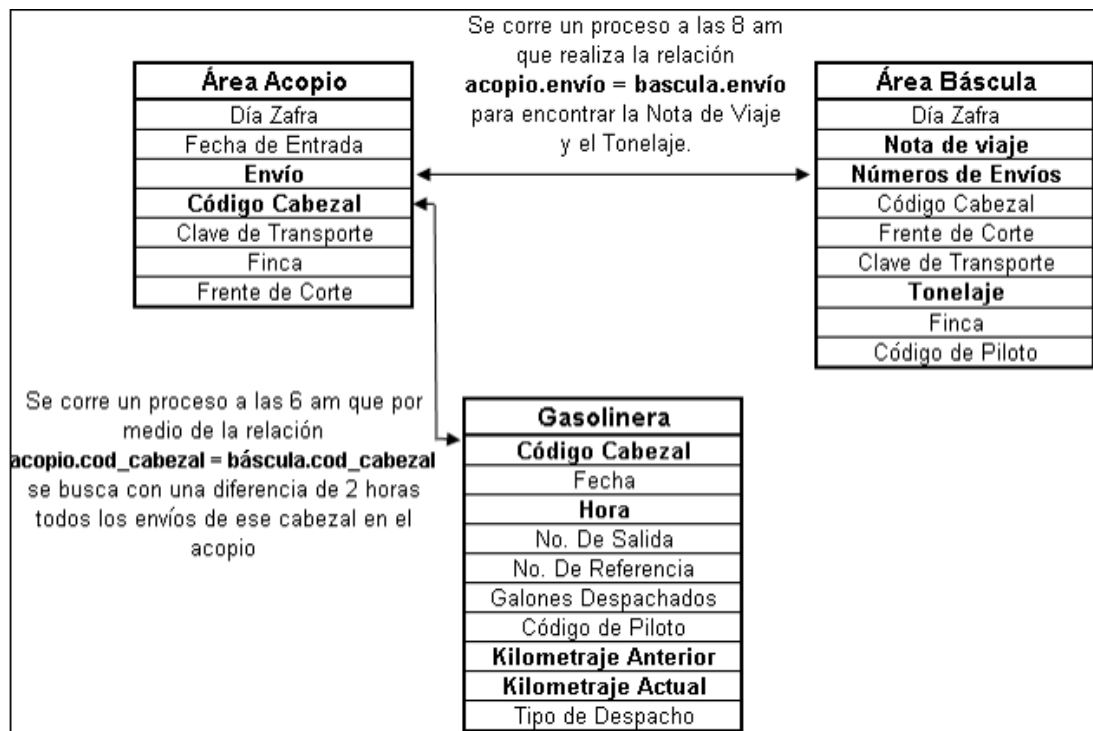 Se corre un proceso a las 8 am
que realiza la relación
acopio.envío = bascula.envío
para encontrar la Nota de Viaje
y el Tonelaje.
Área Acopio
Día Zafra
Fecha de Entrada
Envío
Código Cabezal
Clave de Transporte
Finca
Frente de Corte
Área Báscula
Día Zafra
Nota de viaje
Números de Envíos
Código Cabezal
Frente de Corte
Clave de Transporte
Tonelaje
Finca
Código de Piloto
Se corre un proceso a las 6 am que por
medio de la relación
acopio.cod_cabezal = báscula.cod_cabezal
se busca con una diferencia de 2 horas
todos los envíos de ese cabezal en el
acopio
Gasolinera
Código Cabezal
Fecha
Hora
No. De Salida
No. De Referencia
Galones Despachados
Código de Piloto
Kilometraje Anterior
Kilometraje Actual
Tipo de Despacho